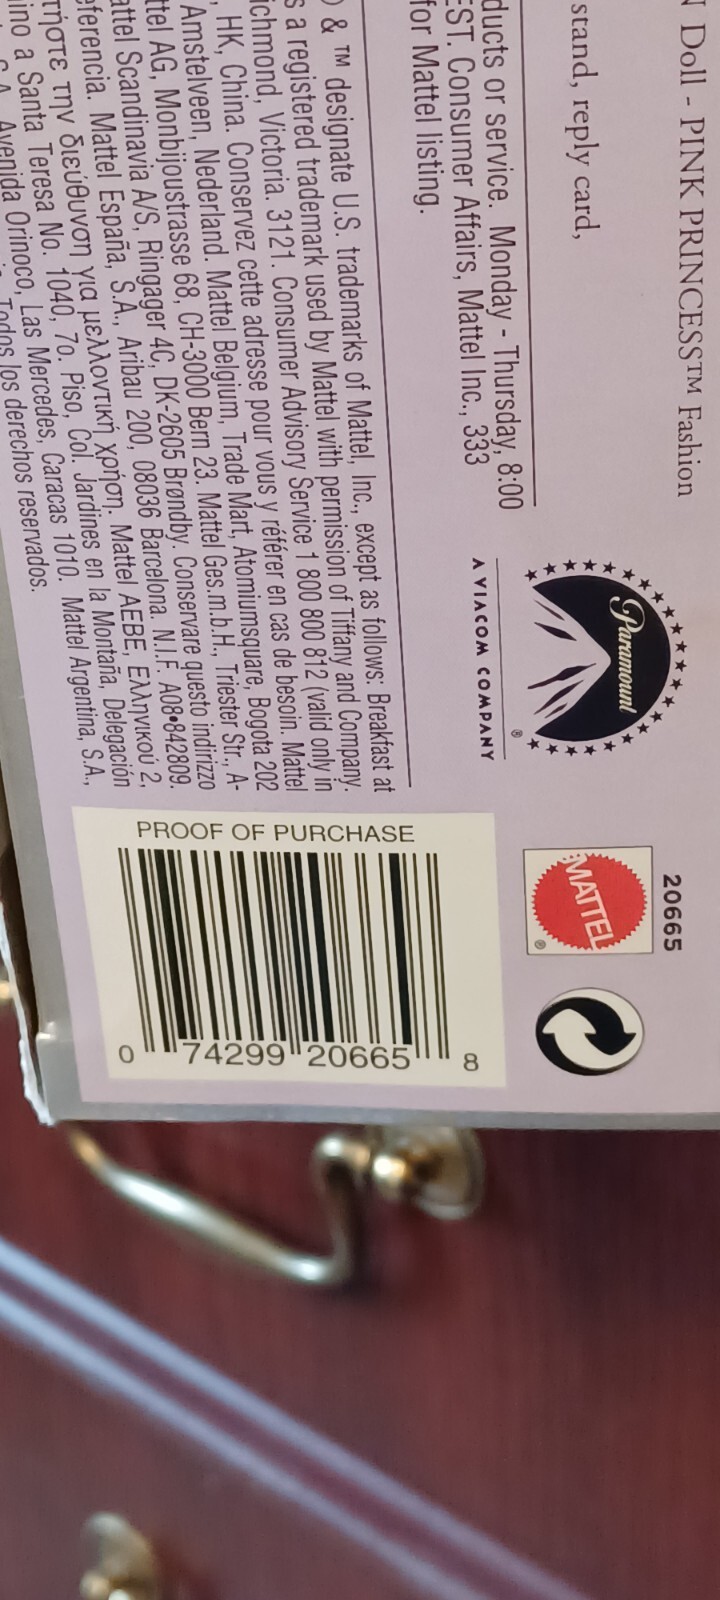 Doll - PINK PRINCESS™ Fashion
stand, reply card,
ducts or service. Monday - Thursday, 8:00
EST. Consumer Affairs, Mattel Inc., 333
for Mattel listing.
& ™ designate U.S. trademarks of Mattel, Inc., except as follows: Breakfast at
s a registered trademark used by Mattel with permission of Tiffany and Company.
ichmond, Victoria. 3121. Consumer Advisory Service 1 800 800 812 (valid only in
, HK, China. Conservez cette adresse pour vous y référer en cas de besoin. Mattel
Amstelveen, Nederland. Mattel Belgium, Trade Mart, Atomiumsquare, Bogota 202
ttel AG, Monbijoustrasse 68, CH-3000 Bern 23. Mattel Ges.m.b.H., Triester Str., A-
attel Scandinavia A/S, Ringager 4C, DK-2605 Brøndby. Conservare questo indirizzo
eferencia. Mattel España, S.A., Aribau 200, 08036 Barcelona. N.I.F. A08•842809.
τήστε την διεύθυνση για μελλοντική χρήση. Mattel AEBE, Ελληνικού 2,
ino a Santa Teresa No. 1040, 7o. Piso, Col. Jardines en la Montaña, Delegación
Avenida Orinoco, Las Mercedes, Caracas 1010. Mattel Argentina, S.A.,
Todos los derechos reservados.
Paramount
®
A VIACOM COMPANY
20665
MATTEL
®
PROOF OF PURCHASE
0 74299 20665 8